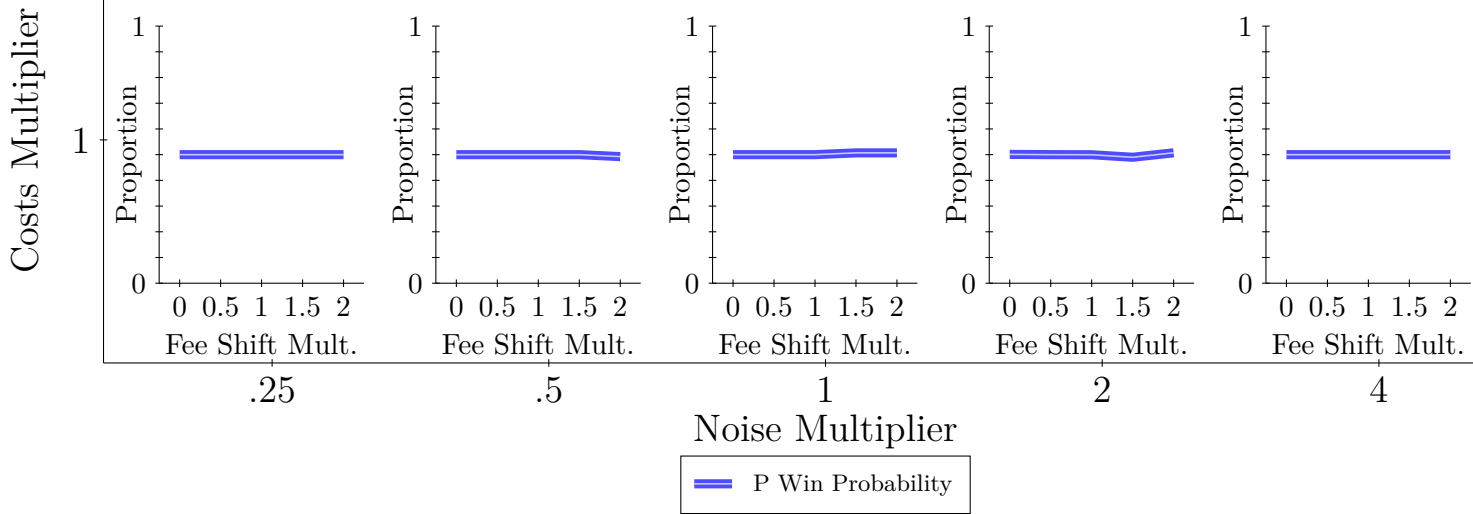 Costs Multiplier
1
1
Proportion
0
0 0.5 1 1.5 2
Fee Shift Mult.
1
Proportion
0
0 0.5 1 1.5 2
Fee Shift Mult.
1
Proportion
0
0 0.5 1 1.5 2
Fee Shift Mult.
1
Proportion
0
0 0.5 1 1.5 2
Fee Shift Mult.
1
Proportion
0
0 0.5 1 1.5 2
Fee Shift Mult.
.25 .5 1 2 4
Noise Multiplier
P Win Probability